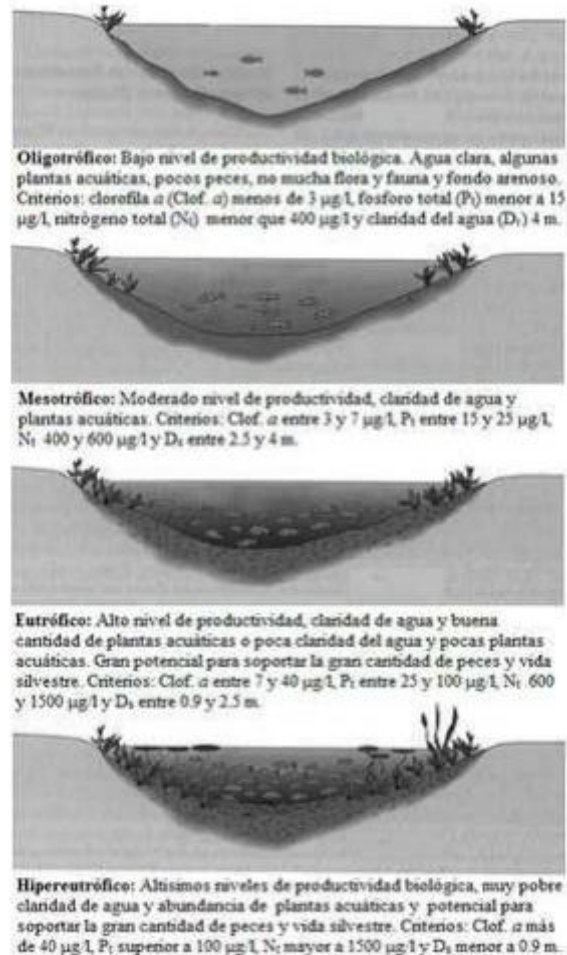 Oligotrófico: Bajo nivel de productividad biológica. Agua clara, algunas
plantas acuáticas, pocos peces, no mucha flora y fauna y fondo arenoso.
Criterios: clorofila a (Clof. a) menos de 3 µg/l, fosforo total (Pt) menor a 15
µg/l, nitrógeno total (Nt) menor que 400 µg/l y claridad del agua (Ds) 4 m.
Mesotrófico: Moderado nivel de productividad, claridad de agua y
plantas acuáticas. Criterios: Clof. a entre 3 y 7 µg/l, Pt entre 15 y 25 µg/l,
Nt 400 y 600 µg/l y Ds entre 2.5 y 4 m.
Eutrófico: Alto nivel de productividad, claridad de agua y buena
cantidad de plantas acuáticas o poca claridad del agua y pocas plantas
acuáticas. Gran potencial para soportar la gran cantidad de peces y vida
silvestre. Criterios: Clof. a entre 7 y 40 µg/l, Pt entre 25 y 100 µg/l, Nt 600
y 1500 µg/l y Ds entre 0.9 y 2.5 m.
Hipereutrófico: Altisimos niveles de productividad biológica, muy pobre
claridad de agua y abundancia de plantas acuáticas y potencial para
soportar la gran cantidad de peces y vida silvestre. Criterios: Clof. a más
de 40 µg/l, Pt superior a 100 µg/l, Nt mayor a 1500 µg/l y Ds menor a 0.9 m.